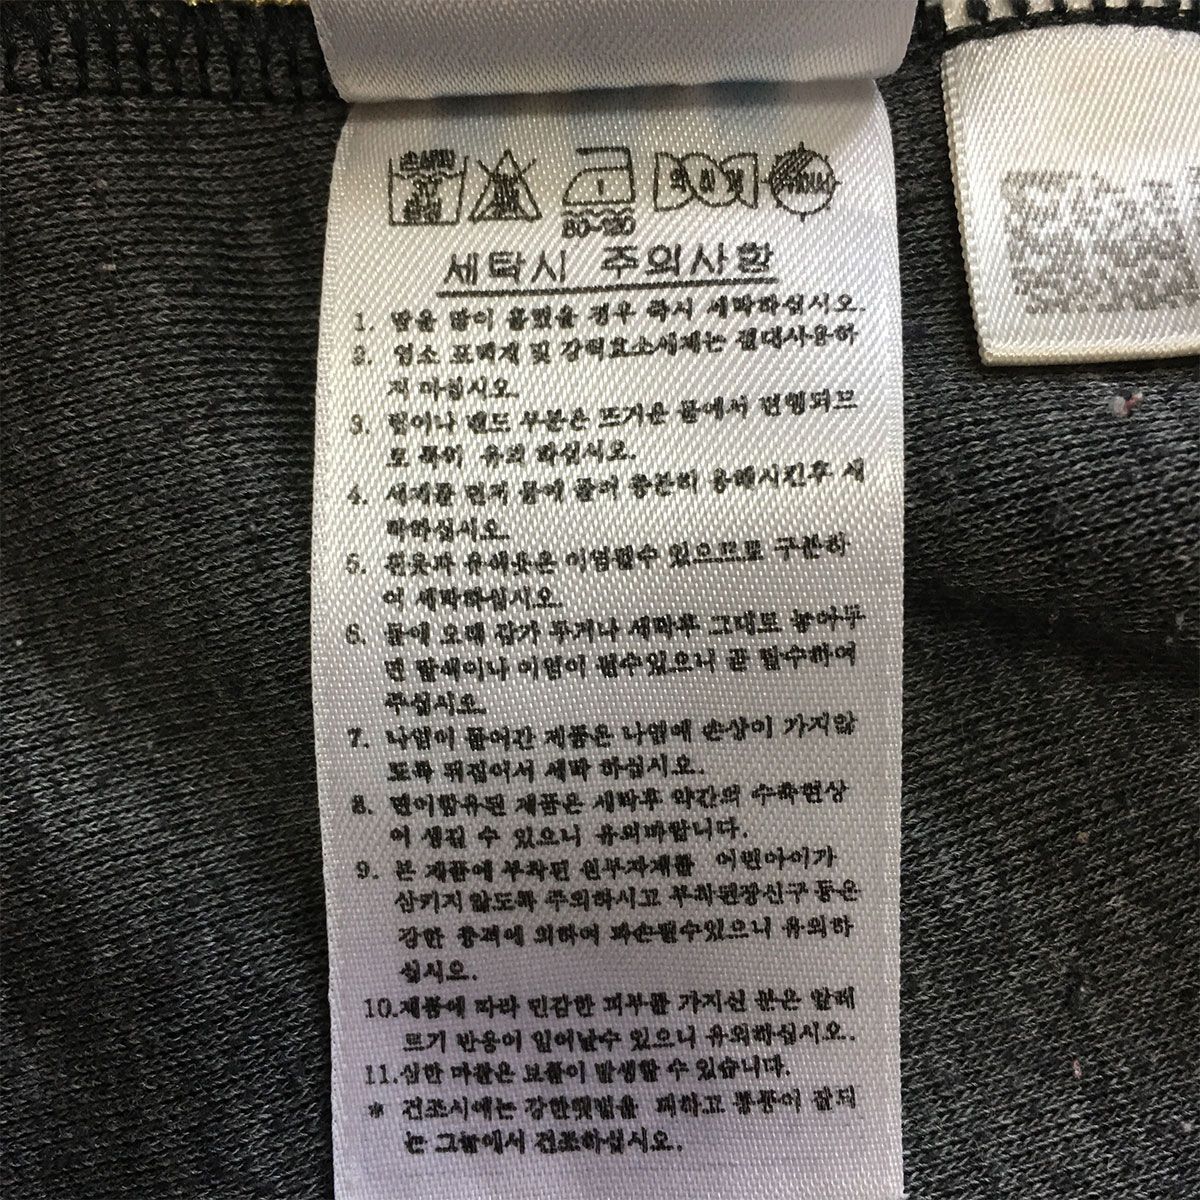 손세탁
약하게
80~120
세탁시 주의사항
1. 땀을 많이 흘렸을 경우 즉시 세탁하십시오.
2. 염소 표백제 및 강력효소세제는 절대사용하
지 마십시오.
3. 립이나 밴드 부분은 뜨거운 물에서 변형되므
로 특히 유의 하십시오.
4. 세제를 먼저 물에 풀어 충분히 용해시킨후 세
탁하십시오.
5. 흰옷과 유색옷은 이염될수 있으므로 구분하
여 세탁하십시오.
6. 물에 오래 담가 두거나 세탁후 그대로 놓아두
면 탈색이나 이염이 될수있으니 곧 탈수하여
주십시오.
7. 나염이 들어간 제품은 나염에 손상이 가지않
도록 뒤집어서 세탁 하십시오.
8. 면이함유된 제품은 세탁후 약간의 수축현상
이 생길 수 있으니 유의바랍니다.
9. 본 제품에 부착된 원부자재를 어린아이가
삼키지 않도록 주의하시고 부착된장신구 등은
강한 충격에 의하여 파손될수있으니 유의하
십시오.
10.제품에 따라 민감한 피부를 가지신 분은 알레
르기 반응이 일어날수 있으니 유의하십시오.
11.심한 마찰은 보풀이 발생할 수 있습니다.
* 건조시에는 강한햇빛을 피하고 통풍이 잘되
는 그늘에서 건조하십시오.